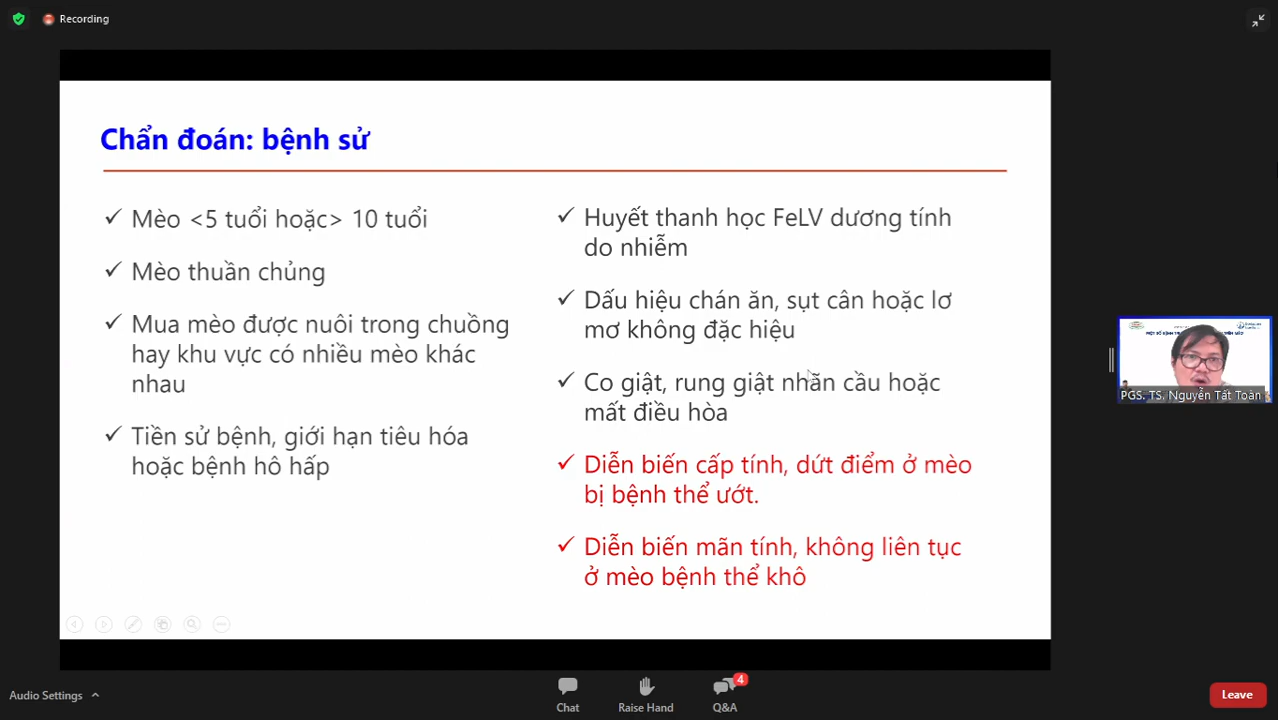 Recording
Chẩn đoán: bệnh sử
✓ Mèo <5 tuổi hoặc> 10 tuổi
✓ Mèo thuần chủng
✓ Mua mèo được nuôi trong chuồng
hay khu vực có nhiều mèo khác
nhau
✓ Tiền sử bệnh, giới hạn tiêu hóa
hoặc bệnh hô hấp
✓ Huyết thanh học FeLV dương tính
do nhiễm
✓ Dấu hiệu chán ăn, sụt cân hoặc lơ
mơ không đặc hiệu
✓ Co giật, rung giật nhãn cầu hoặc
mất điều hòa
✓ Diễn biến cấp tính, dứt điểm ở mèo
bị bệnh thể ướt.
✓ Diễn biến mãn tính, không liên tục
ở mèo bệnh thể khô
PGS. TS. Nguyễn Tất Toàn
Audio Settings
Chat
Raise Hand
4
Q&A
Leave